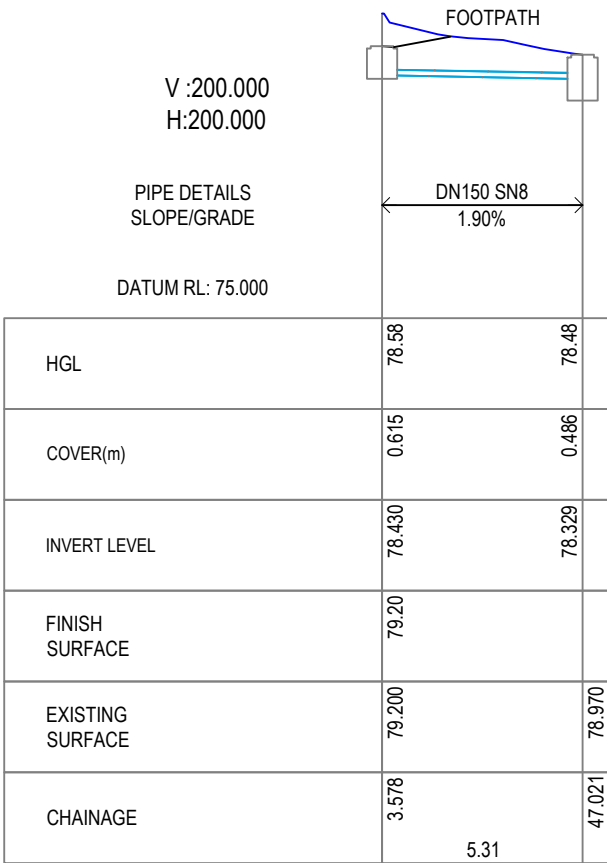 FOOTPATH
V :200.000
H:200.000
PIPE DETAILS
SLOPE/GRADE
DN150 SN8
1.90%
DATUM RL: 75.000
HGL
78.58
78.48
COVER(m)
0.615
0.486
INVERT LEVEL
78.430
78.329
FINISH
SURFACE
79.20
EXISTING
SURFACE
79.200
78.970
CHAINAGE
3.578
47.021
5.31